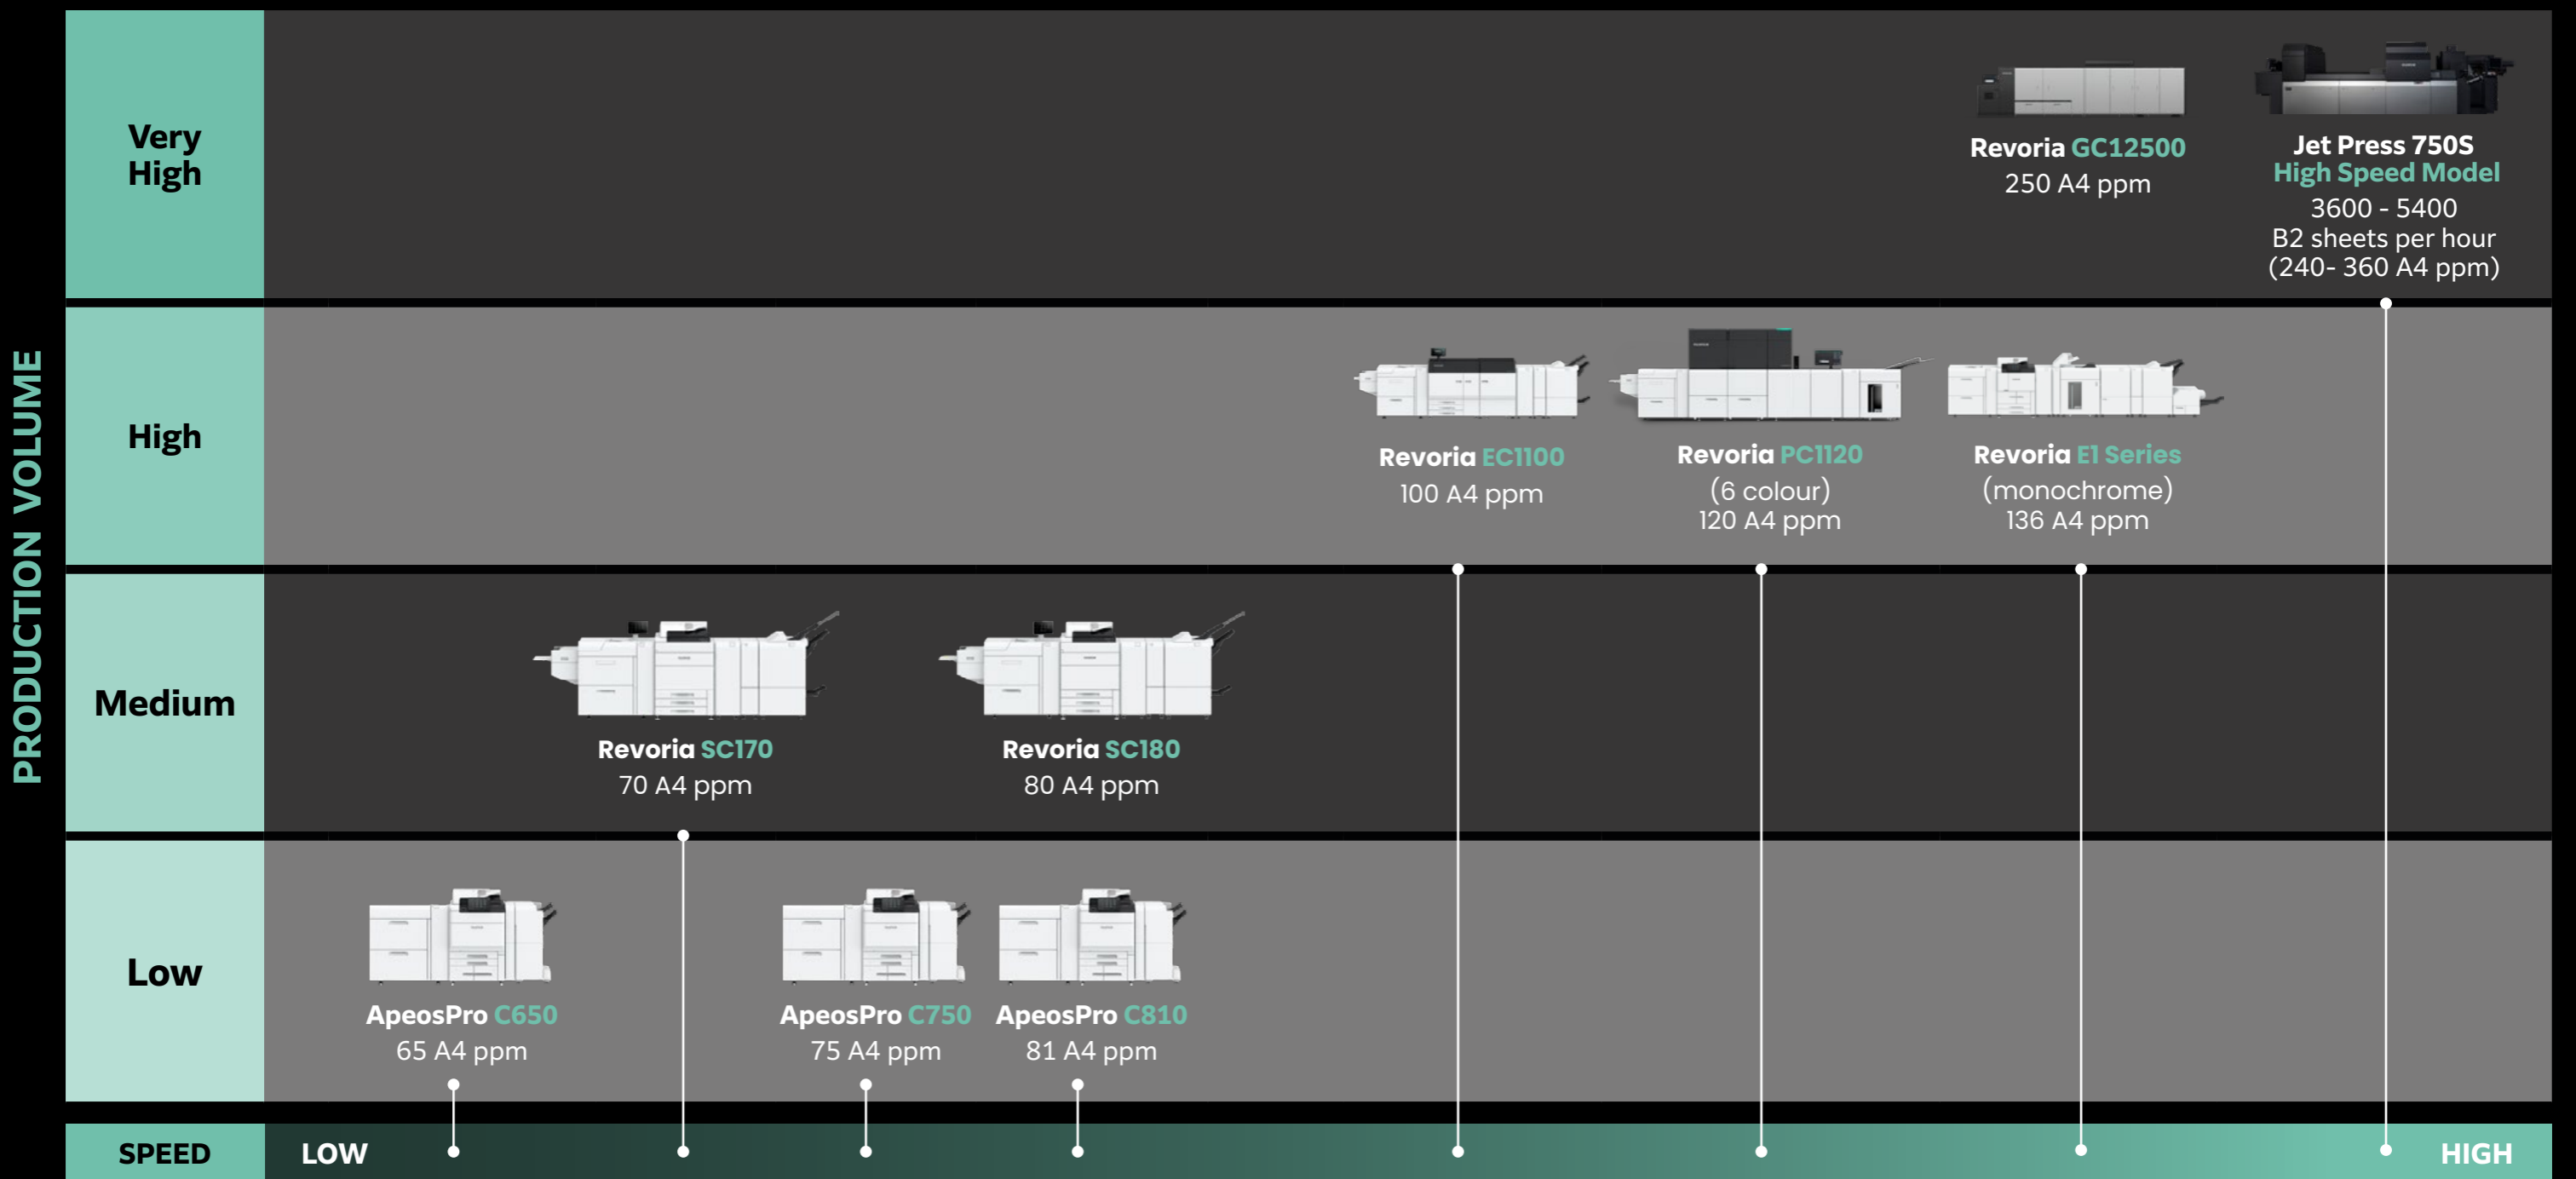 PRODUCTION VOLUME
Very
High
Revoria GC12500
250 A4 ppm
Jet Press 750S
High Speed Model
3600 - 5400
B2 sheets per hour
(240- 360 A4 ppm)
High
Revoria EC1100
100 A4 ppm
Revoria PC1120
(6 colour)
120 A4 ppm
Revoria E1 Series
(monochrome)
136 A4 ppm
Medium
Revoria SC170
70 A4 ppm
Revoria SC180
80 A4 ppm
Low
ApeosPro C650
65 A4 ppm
ApeosPro C750
75 A4 ppm
ApeosPro C810
81 A4 ppm
SPEED
LOW
HIGH